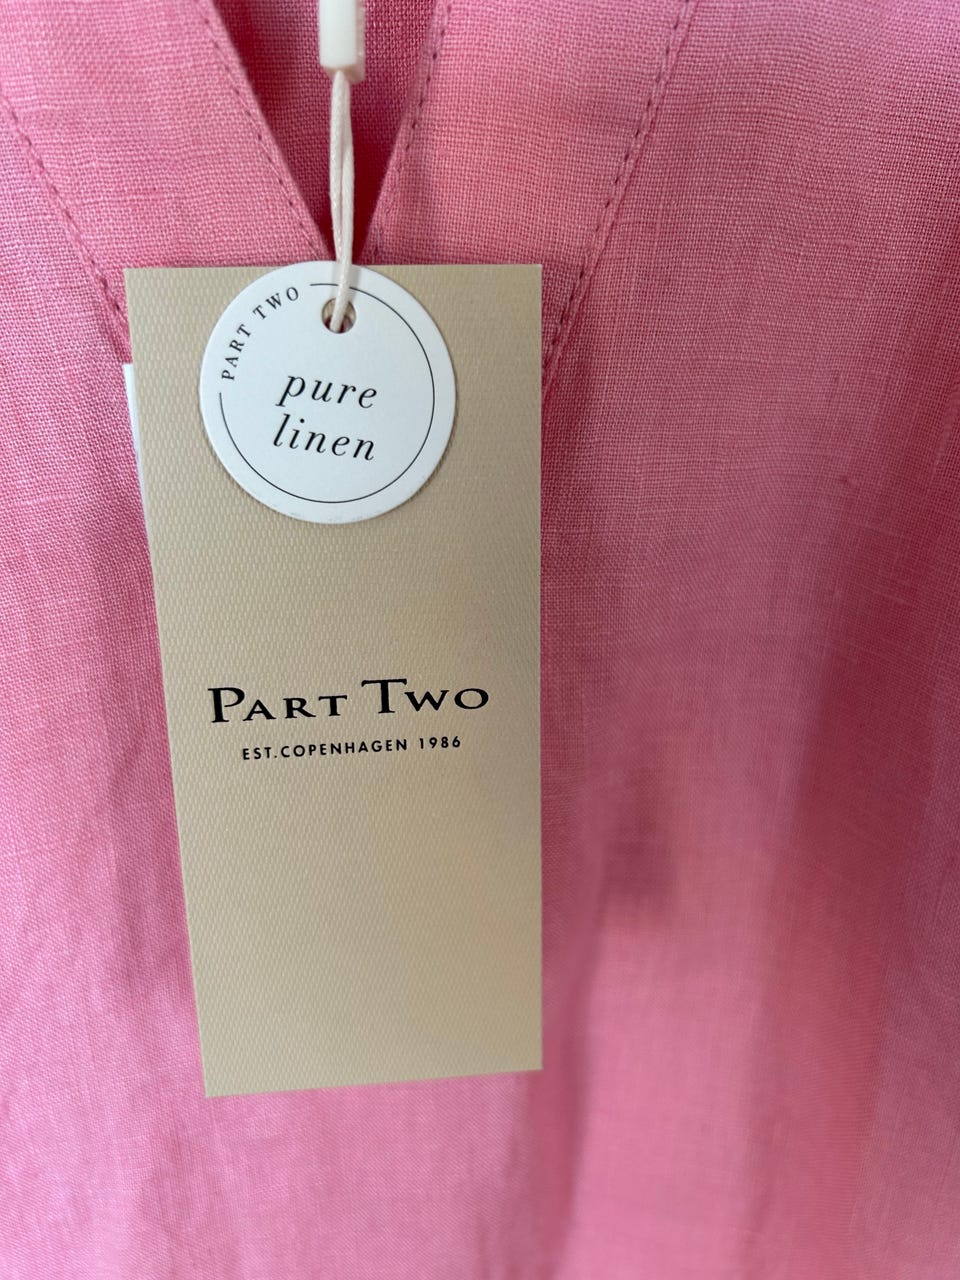 PART TWO
pure
linen
PART TWO
EST.COPENHAGEN 1986